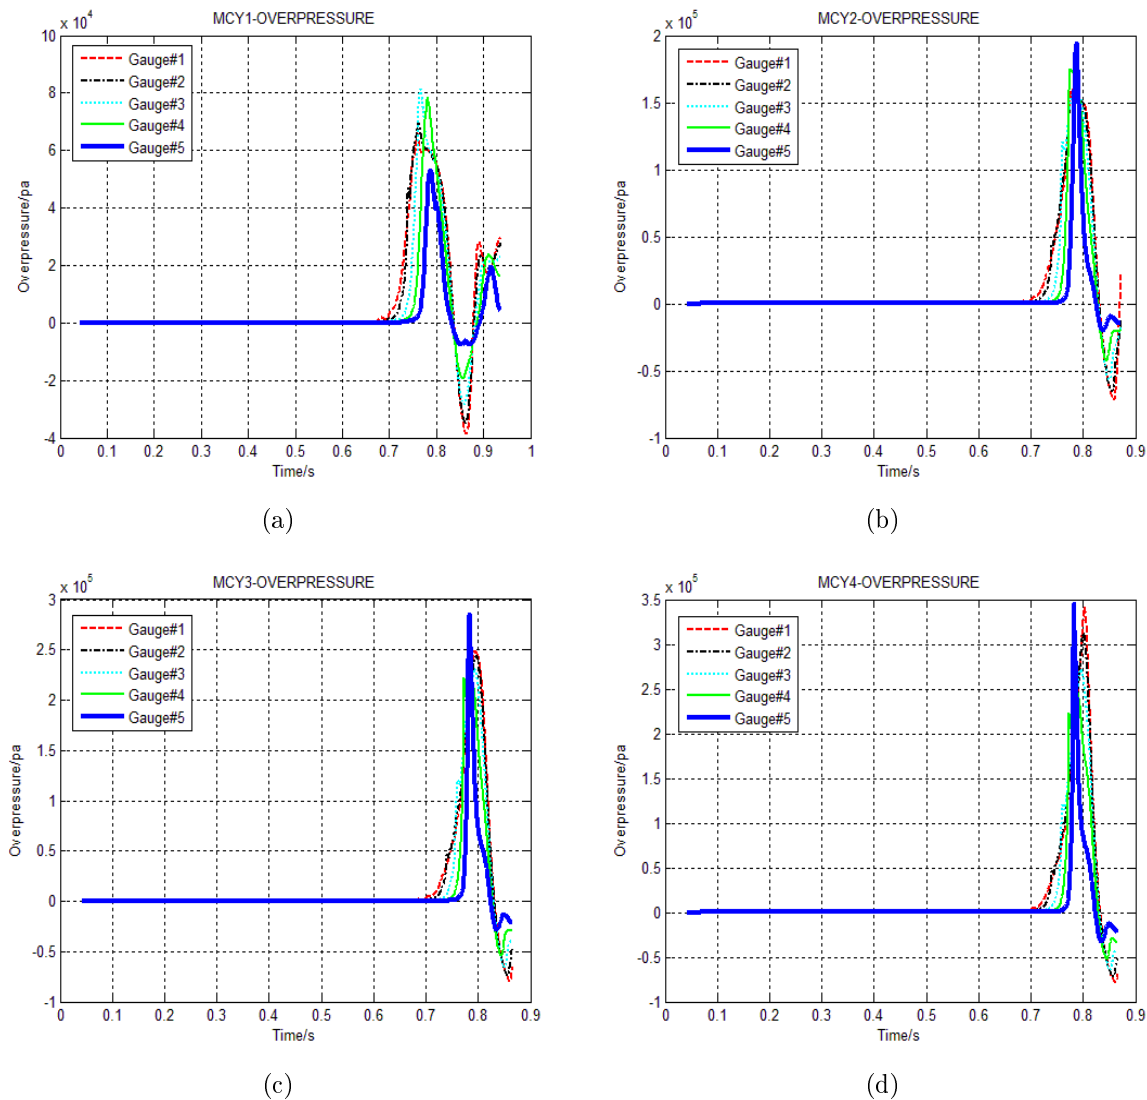 MCY1-OVERPRESSURE
x 10^4
Gauge#1
Gauge#2
Gauge#3
Gauge#4
Gauge#5
10
8
6
4
2
0
-2
-4
Overpressure/pa
0 0.1 0.2 0.3 0.4 0.5 0.6 0.7 0.8 0.9 1
Time/s
(a)
MCY2-OVERPRESSURE
x 10^5
Gauge#1
Gauge#2
Gauge#3
Gauge#4
Gauge#5
2
1.5
1
0.5
0
-0.5
-1
Overpressure/pa
0 0.1 0.2 0.3 0.4 0.5 0.6 0.7 0.8 0.9
Time/s
(b)
MCY3-OVERPRESSURE
x 10^5
Gauge#1
Gauge#2
Gauge#3
Gauge#4
Gauge#5
3
2.5
2
1.5
1
0.5
0
-0.5
-1
Overpressure/pa
0 0.1 0.2 0.3 0.4 0.5 0.6 0.7 0.8 0.9
Time/s
(c)
MCY4-OVERPRESSURE
x 10^5
Gauge#1
Gauge#2
Gauge#3
Gauge#4
Gauge#5
3.5
3
2.5
2
1.5
1
0.5
0
-0.5
-1
Overpressure/pa
0 0.1 0.2 0.3 0.4 0.5 0.6 0.7 0.8 0.9
Time/s
(d)